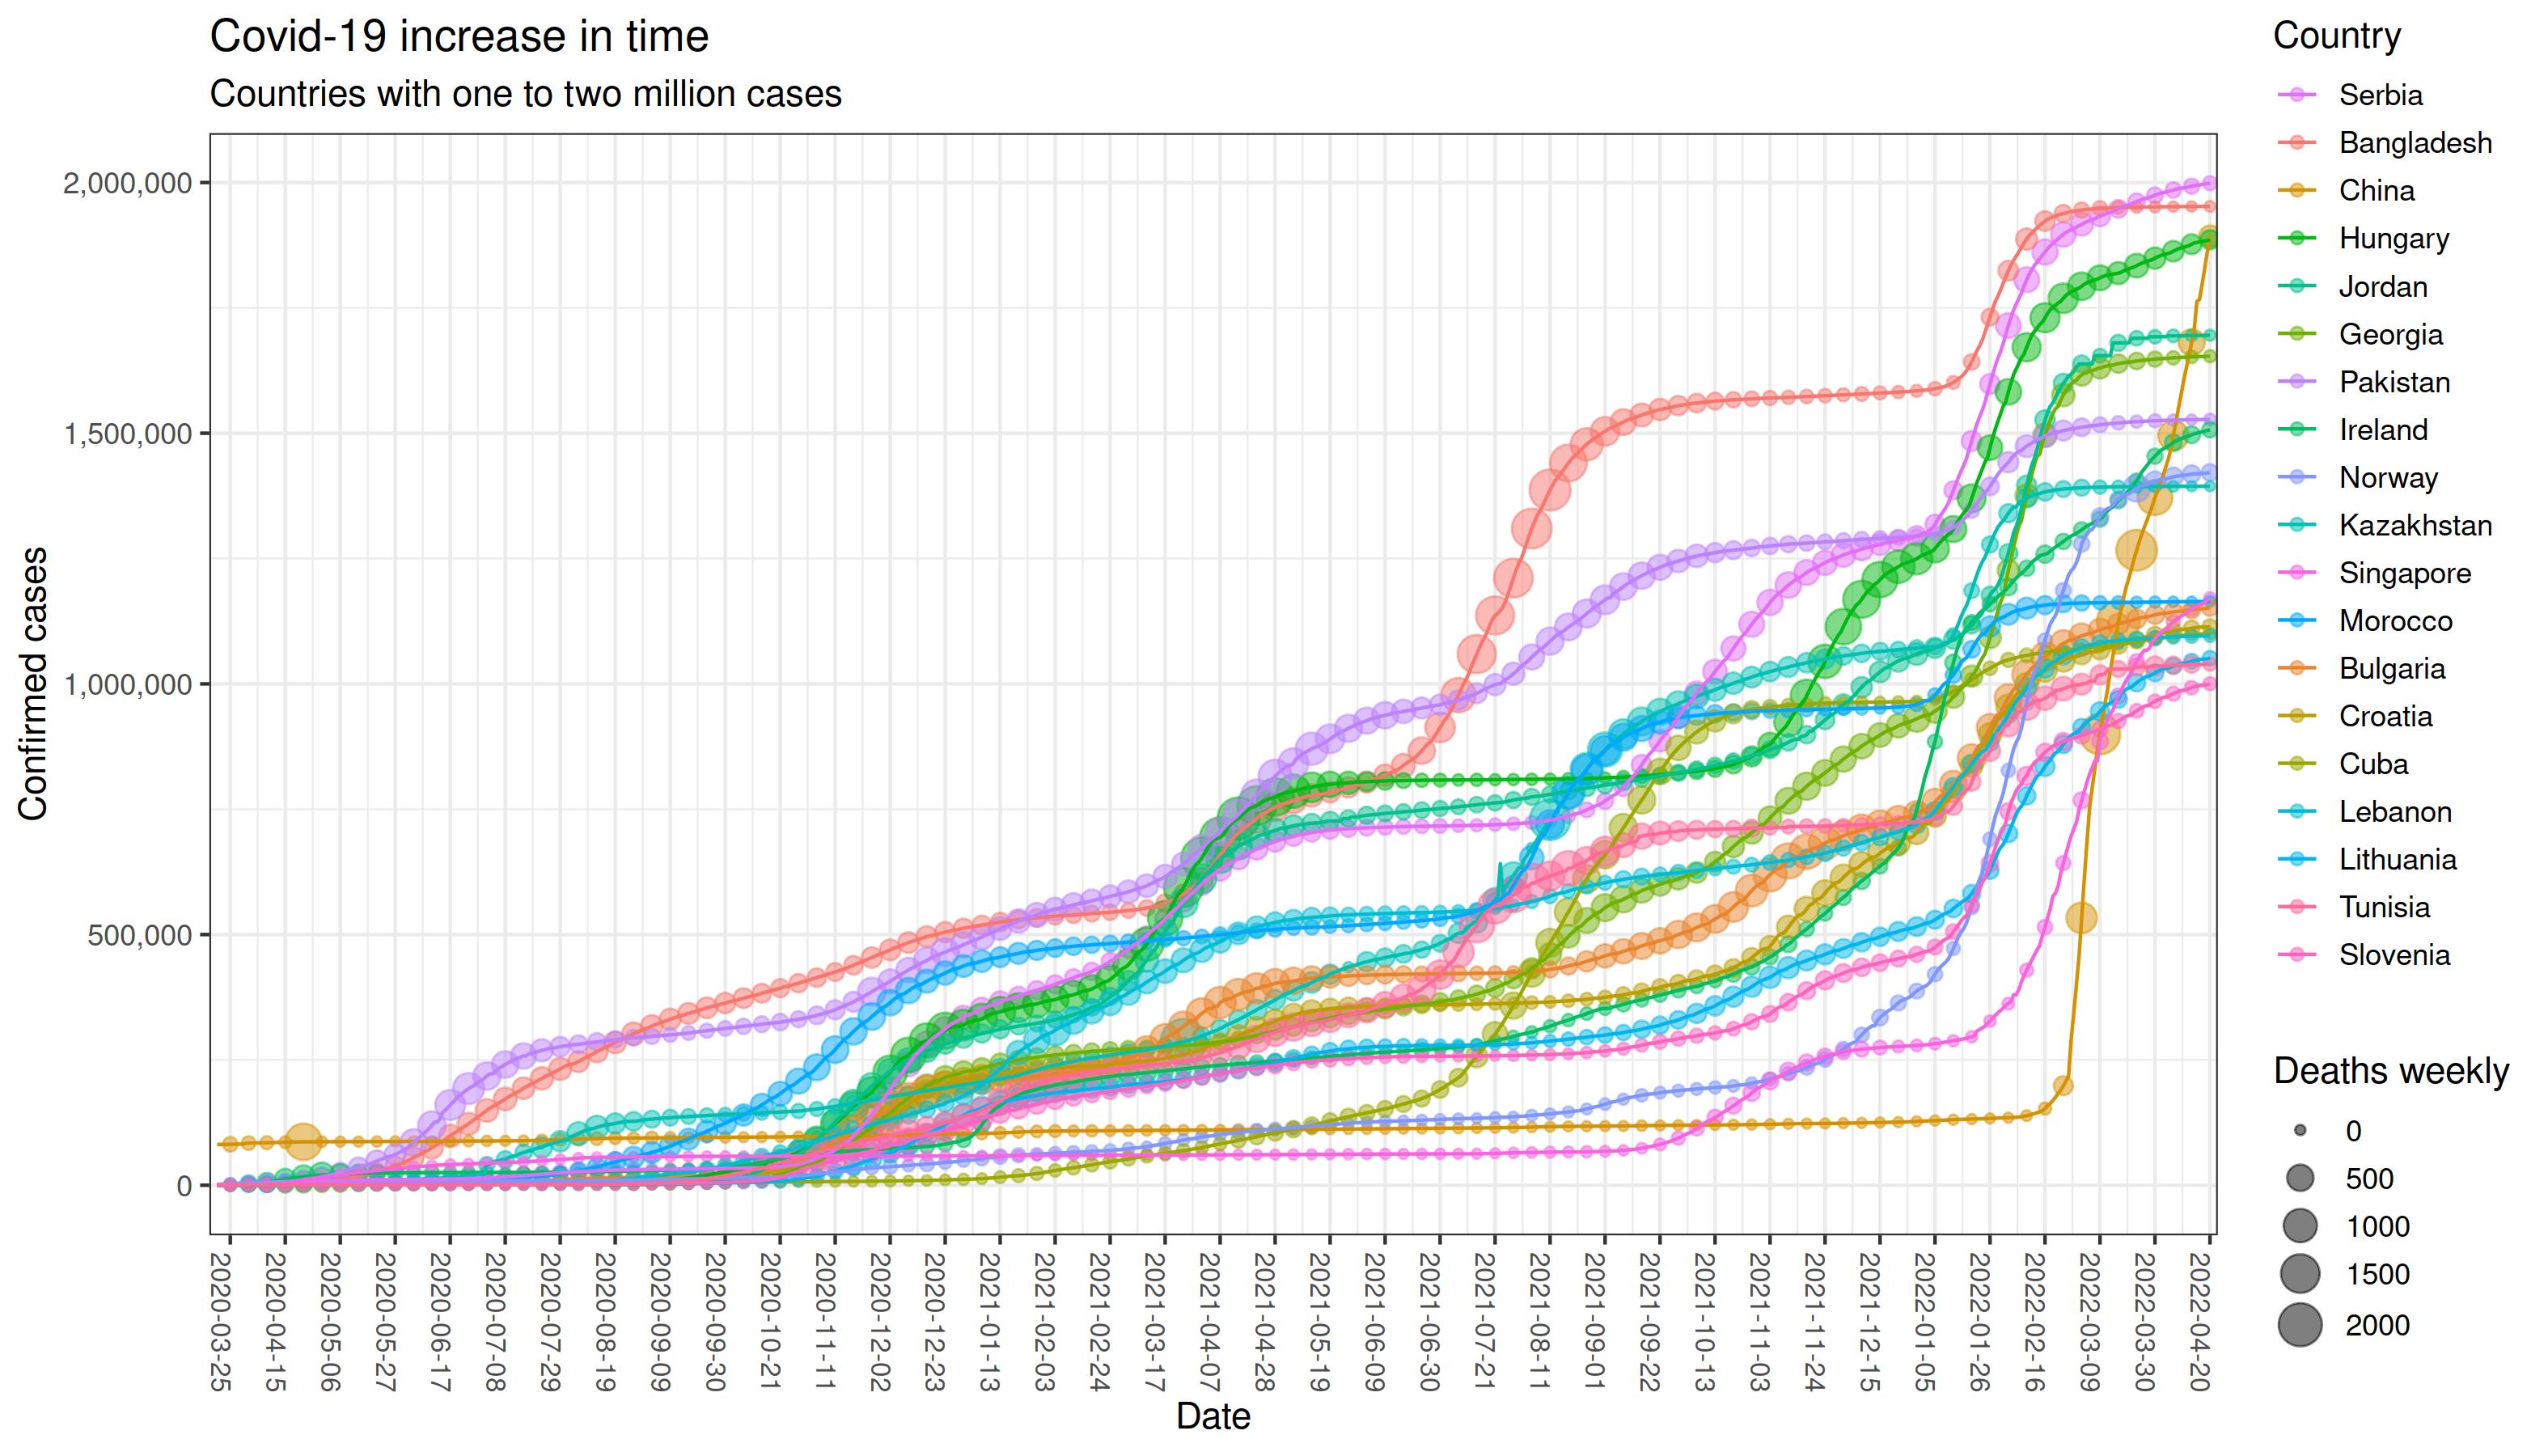 Covid-19 increase in time
Countries with one to two million cases
Confirmed cases
2,000,000
1,500,000
1,000,000
500,000
0
2020-03-25
2020-04-15
2020-05-06
2020-05-27
2020-06-17
2020-07-08
2020-07-29
2020-08-19
2020-09-09
2020-09-30
2020-10-21
2020-11-11
2020-12-02
2020-12-23
2021-01-13
2021-02-03
2021-02-24
2021-03-17
2021-04-07
2021-04-28
2021-05-19
2021-06-09
2021-06-30
2021-07-21
2021-08-11
2021-09-01
2021-09-22
2021-10-13
2021-11-03
2021-11-24
2021-12-15
2022-01-05
2022-01-26
2022-02-16
2022-03-09
2022-03-30
2022-04-20
Date
Country
Serbia
Bangladesh
China
Hungary
Jordan
Georgia
Pakistan
Ireland
Norway
Kazakhstan
Singapore
Morocco
Bulgaria
Croatia
Cuba
Lebanon
Lithuania
Tunisia
Slovenia
Deaths weekly
0
500
1000
1500
2000